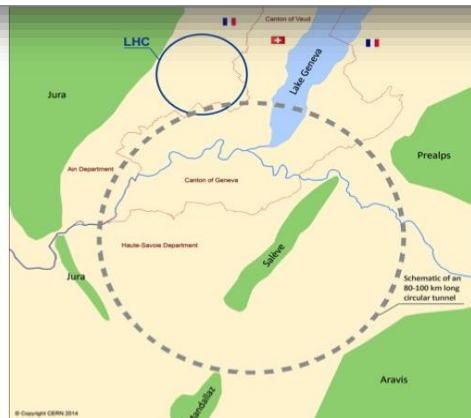 Canton of Vaud
LHC
Jura
Lake Geneva
Prealps
Ain Department
Canton of Geneva
Haute-Savoie Department
Salève
Jura
Schematic of an
80-100 km long
circular tunnel
Aravis
Mandallaz
© Copyright CERN 2014